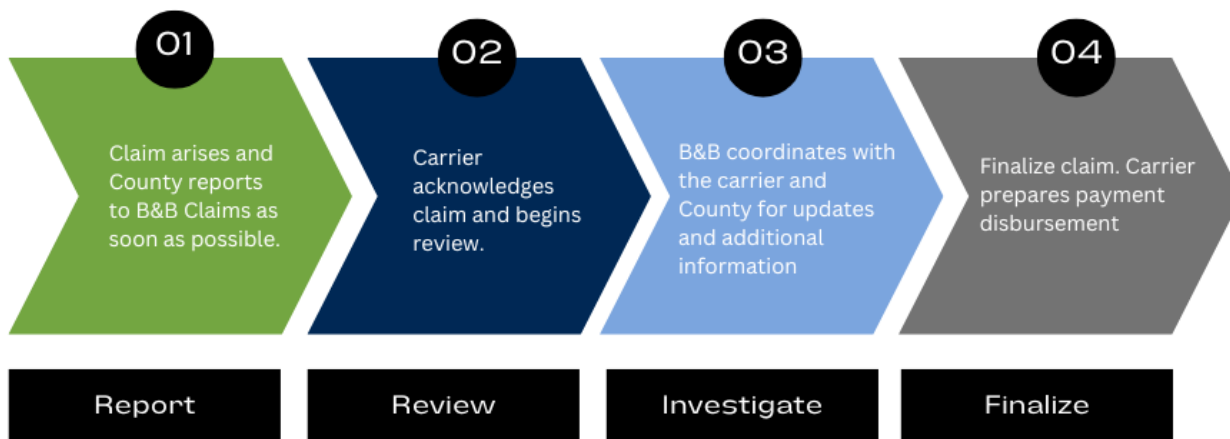 01
Claim arises and
County reports
to B&B Claims as
soon as possible.
Report
02
Carrier
acknowledges
claim and begins
review.
Review
03
B&B coordinates with
the carrier and
County for updates
and additional
information
Investigate
04
Finalize claim. Carrier
prepares payment
disbursement
Finalize